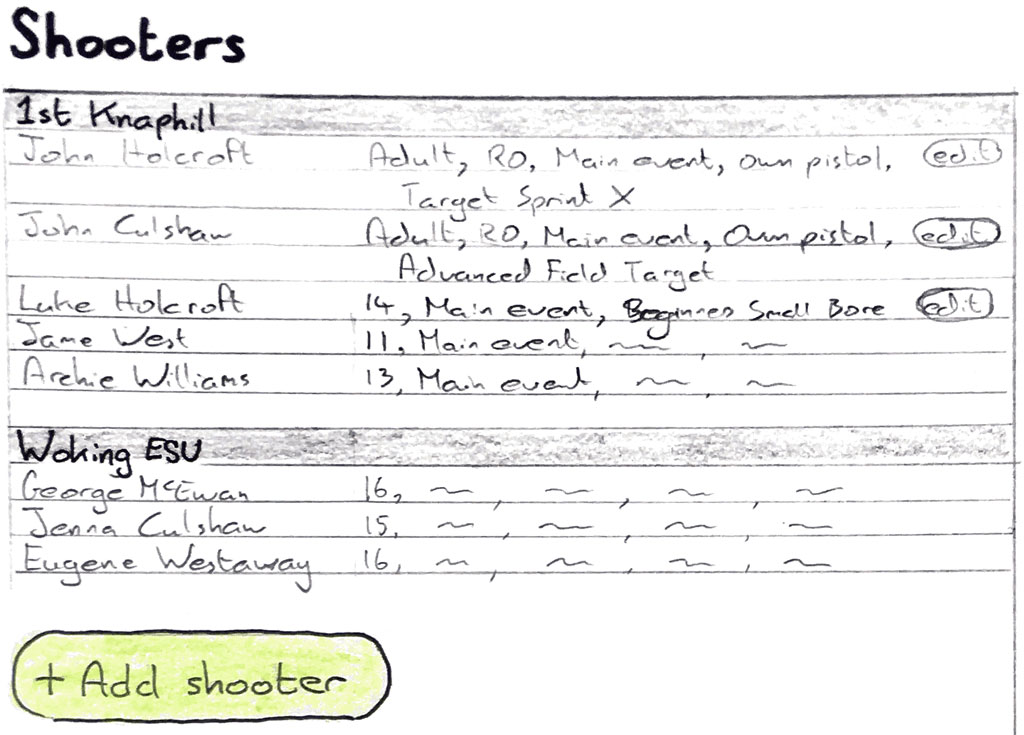 Shooters
1st Knaphill
John Holcroft Adult, RO, Main event, own pistol, edit
Target Sprint X
John Culshaw Adult, RO, Main event, Own pistol, edit
Advanced Field Target
Luke Holcroft 14, Main event, Beginner Small Bore edit
Jame West 11, Main event,
Archie Williams 13, Main event,
Woking ESU
George McEwan 16,
Jenna Culshaw 15,
Eugene Westaway 16,
+ Add shooter